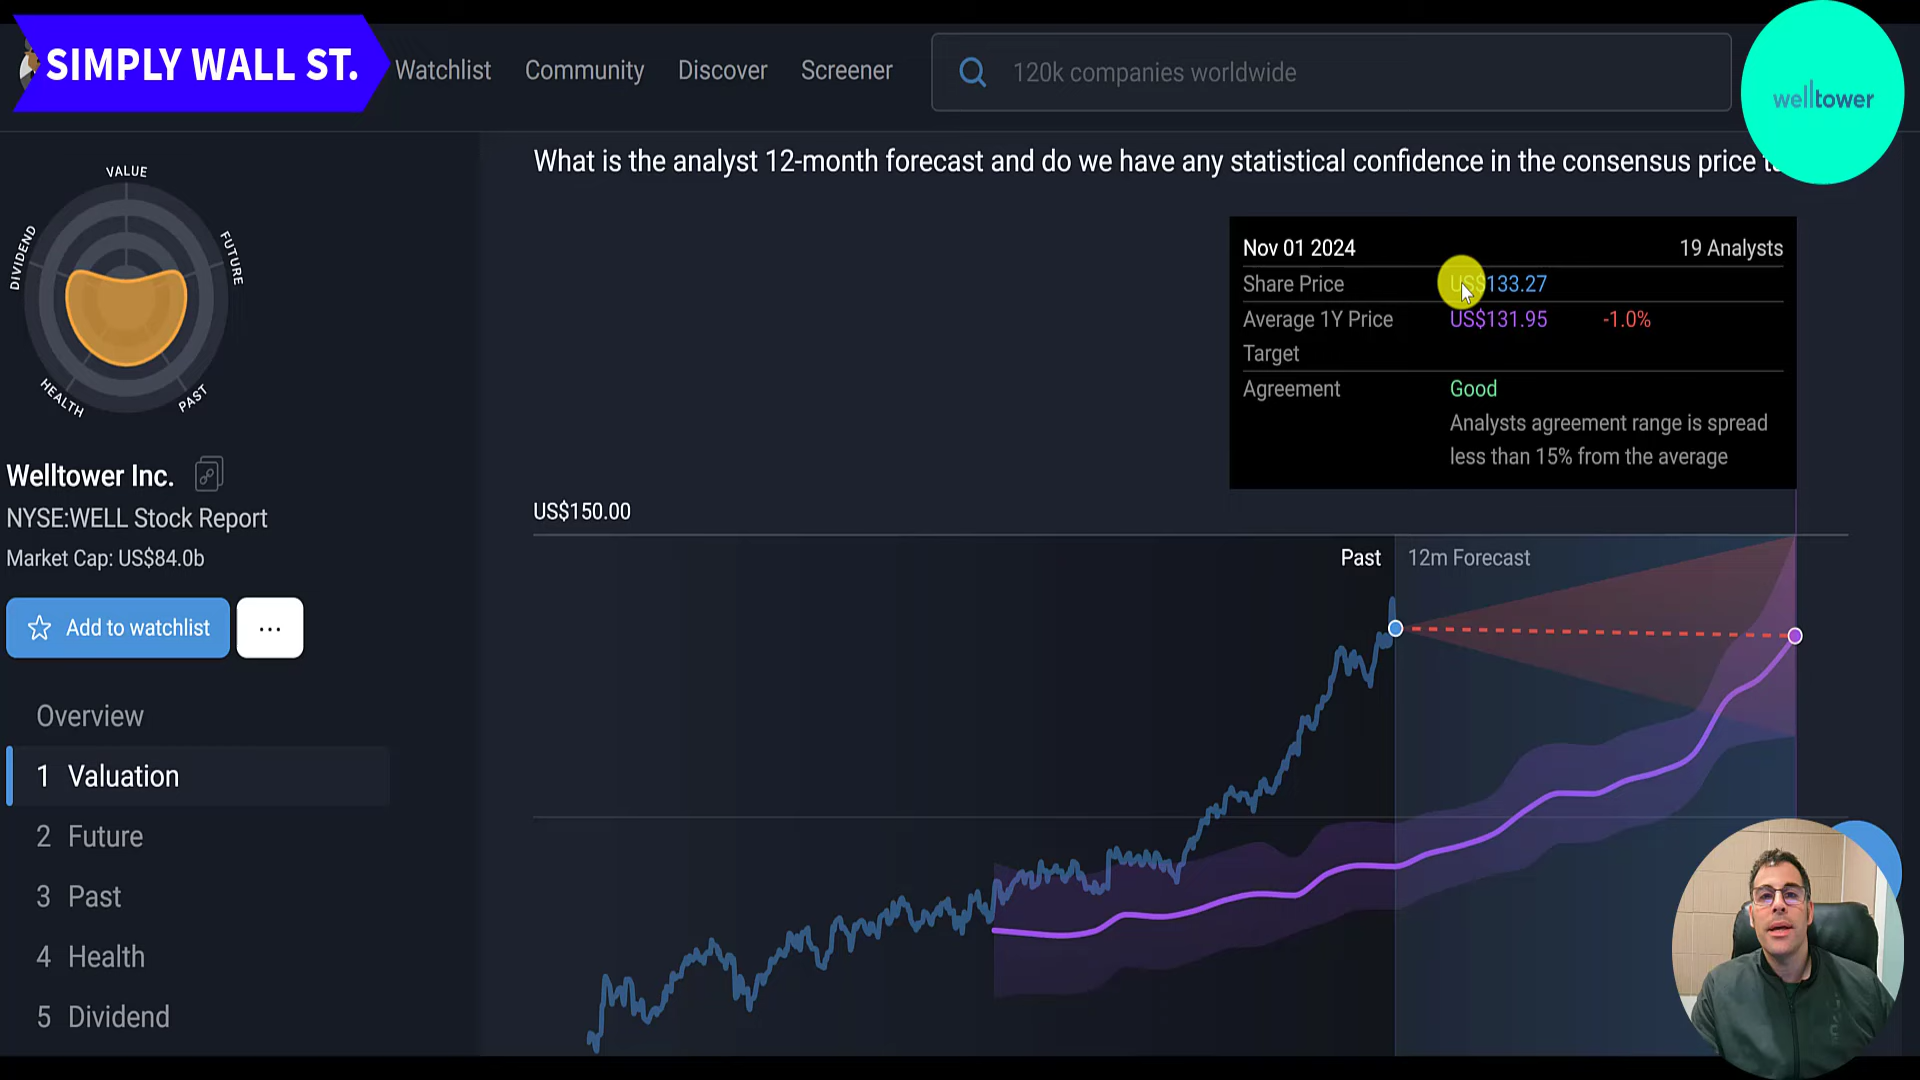 SIMPLY WALL ST.
Watchlist Community Discover Screener
120k companies worldwide
welltower
What is the analyst 12-month forecast and do we have any statistical confidence in the consensus price
VALUE
FUTURE
PAST
HEALTH
DIVIDEND
Nov 01 2024 19 Analysts
Share Price US$133.27
Average 1Y Price US$131.95 -1.0%
Target
Agreement Good
Analysts agreement range is spread
less than 15% from the average
Welltower Inc.
NYSE:WELL Stock Report
Market Cap: US$84.0b
Add to watchlist ...
US$150.00
Past 12m Forecast
Overview
1 Valuation
2 Future
3 Past
4 Health
5 Dividend